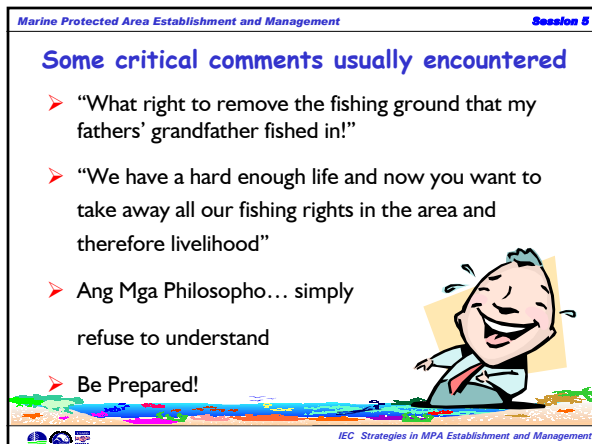 Marine Protected Area Establishment and Management
Session 5
Some critical comments usually encountered
➢ “What right to remove the fishing ground that my
fathers’ grandfather fished in!”
➢ “We have a hard enough life and now you want to
take away all our fishing rights in the area and
therefore livelihood”
➢ Ang Mga Philosopho… simply
refuse to understand
➢ Be Prepared!
IEC Strategies in MPA Establishment and Management